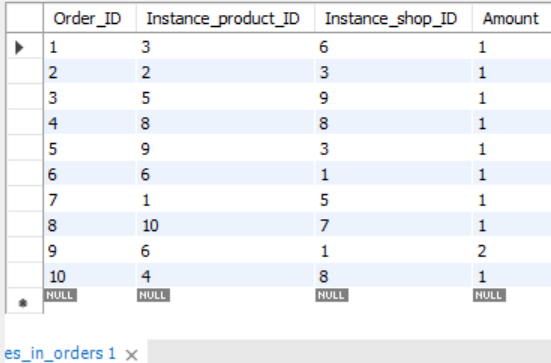 Order_ID Instance_product_ID Instance_shop_ID Amount
1 3 6 1
2 2 3 1
3 5 9 1
4 8 8 1
5 9 3 1
6 6 1 1
7 1 5 1
8 10 7 1
9 6 1 2
10 4 8 1
NULL NULL NULL NULL
es_in_orders 1